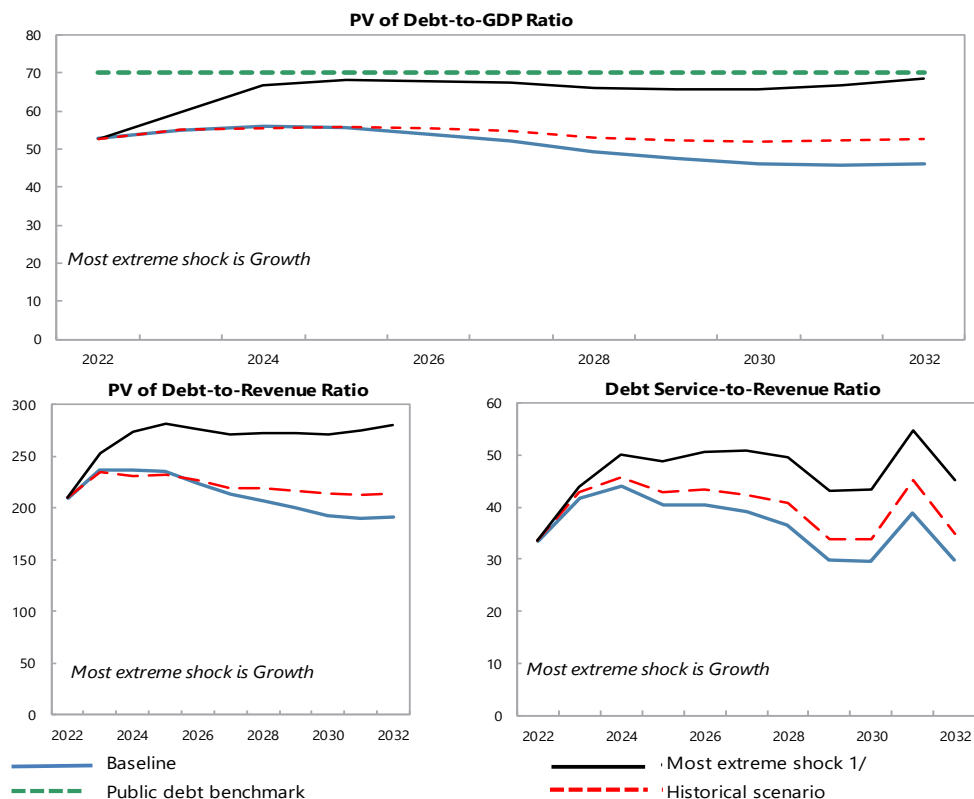 PV of Debt-to-GDP Ratio
80
70
60
50
40
30
20
10
0
Most extreme shock is Growth
2022 2024 2026 2028 2030 2032
PV of Debt-to-Revenue Ratio
300
250
200
150
100
50
0
Most extreme shock is Growth
2022 2024 2026 2028 2030 2032
Debt Service-to-Revenue Ratio
60
50
40
30
20
10
0
Most extreme shock is Growth
2022 2024 2026 2028 2030 2032
Baseline
Most extreme shock 1/
Public debt benchmark
Historical scenario